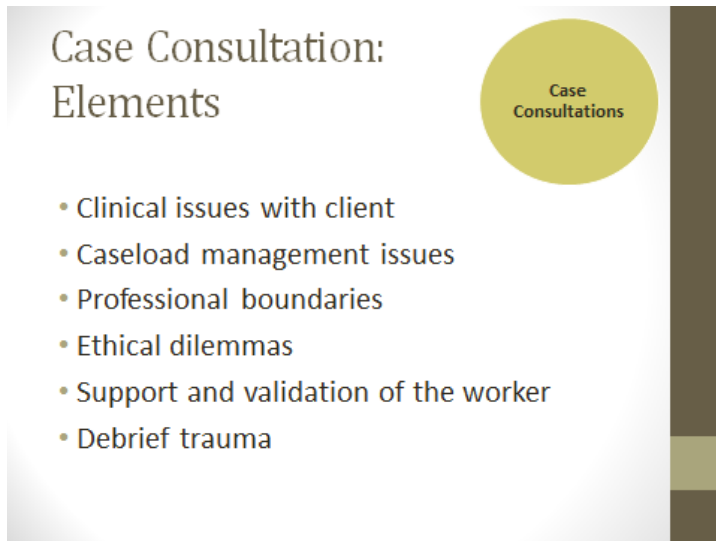 Case Consultation:
Elements
Case
Consultations
• Clinical issues with client
• Caseload management issues
• Professional boundaries
• Ethical dilemmas
• Support and validation of the worker
• Debrief trauma